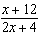 x + 12
2x + 4